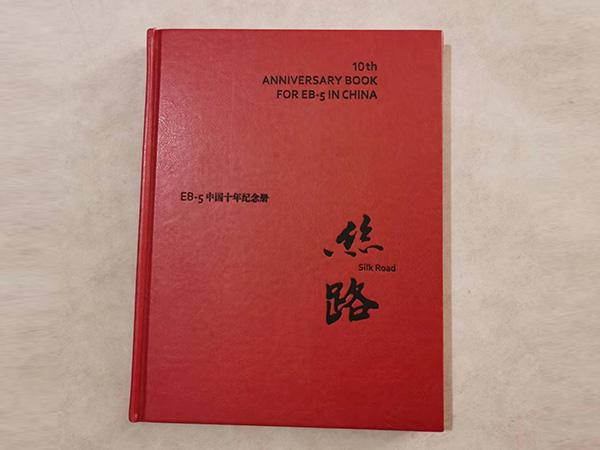 10th
ANNIVERSARY BOOK
FOR EB-5 IN CHINA
EB-5 中国十年纪念册
丝
Silk Road
路